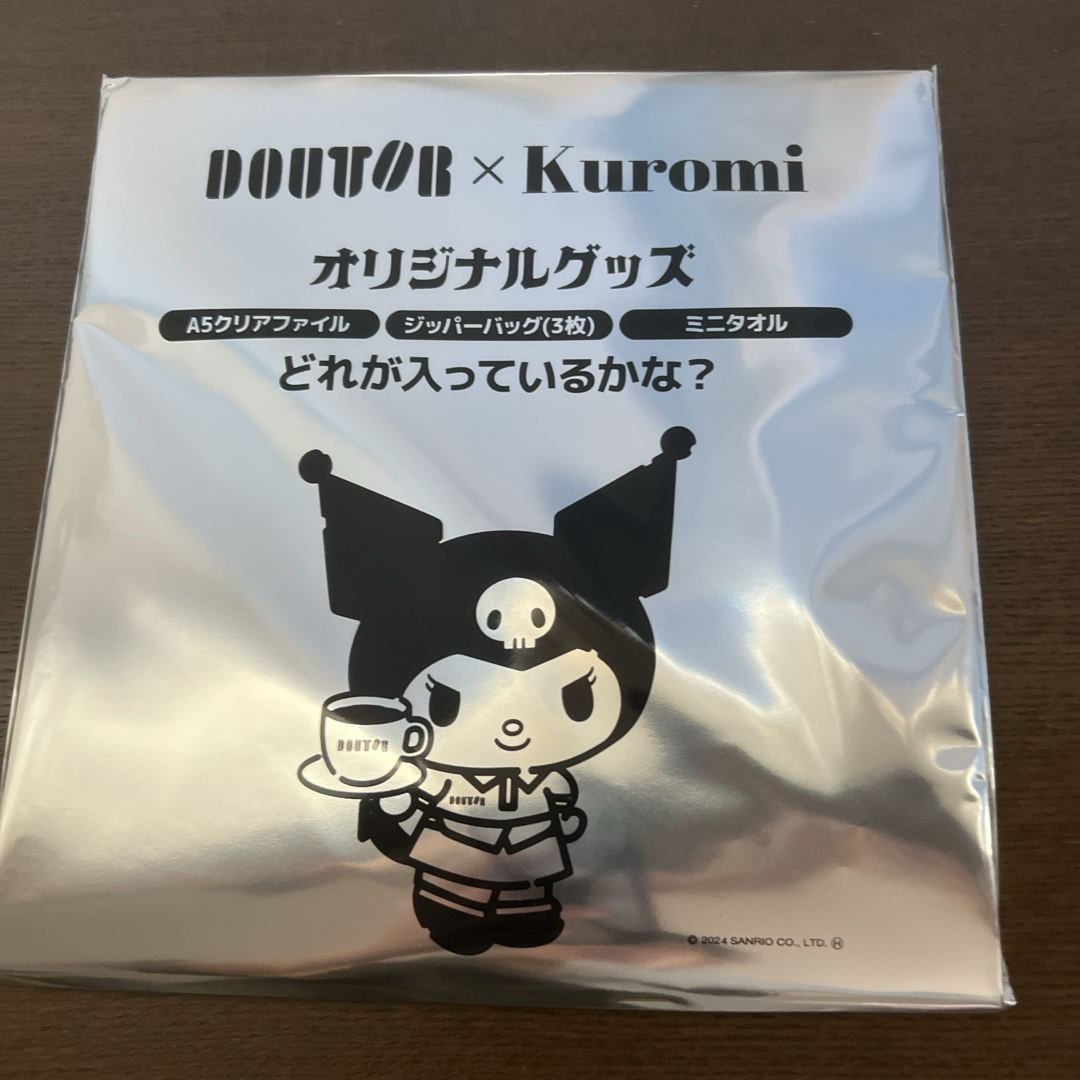 DOUTOR × Kuromi
オリジナルグッズ
A5クリアファイル ジッパーバッグ(3枚) ミニタオル
どれが入っているかな？
DOUTOR
DOUTOR
© 2024 SANRIO CO., LTD. Ⓗ